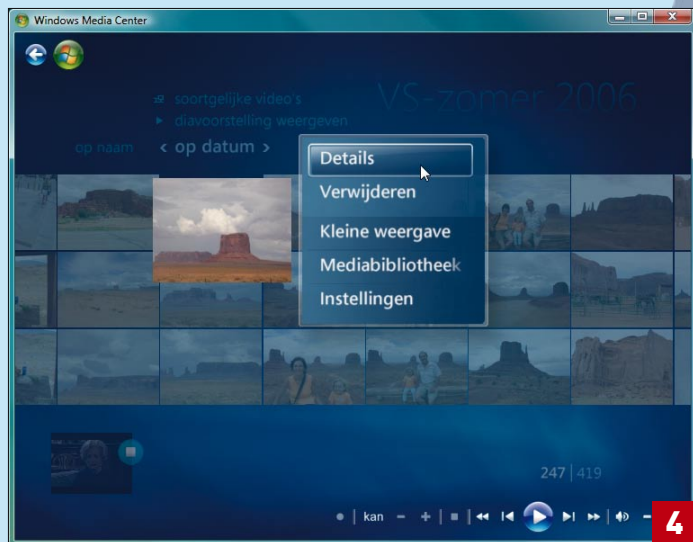 Windows Media Center
VS-zomer 2006
soortgelijke video's
diavoorstelling weergeven
op naam < op datum >
Details
Verwijderen
Kleine weergave
Mediabibliotheek
Instellingen
247 | 419
kan - +
4